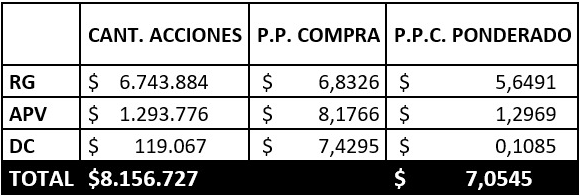 CANT. ACCIONES P.P. COMPRA P.P.C. PONDERADO
RG $ 6.743.884 $ 6,8326 $ 5,6491
APV $ 1.293.776 $ 8,1766 $ 1,2969
DC $ 119.067 $ 7,4295 $ 0,1085
TOTAL $8.156.727 $ 7,0545